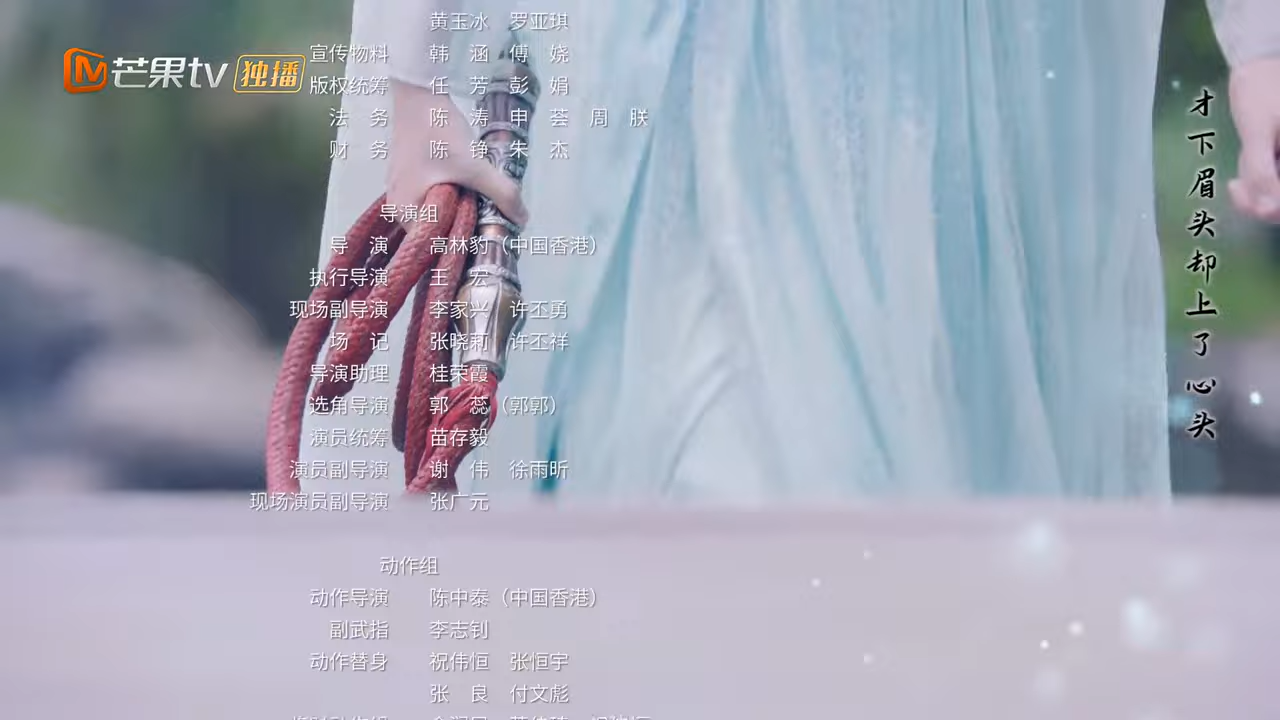 芒果tv 独播
黄玉冰 罗亚琪
宣传物料 韩 涵 傅 娆
版权统筹 任 芳 彭 娟
法 务 陈 涛 申 荟 周 朕
财 务 陈 铮 朱 杰
导演组
导 演 高林豹（中国香港）
执行导演 王 宏
现场副导演 李家兴 许丕勇
场 记 张晓莉 许丕祥
导演助理 桂荣霞
选角导演 郭 蕊（郭郭）
演员统筹 苗存毅
演员副导演 谢 伟 徐雨昕
现场演员副导演 张广元
动作组
动作导演 陈中泰（中国香港）
副武指 李志钊
动作替身 祝伟恒 张恒宇
张 良 付文彪
才下眉头却上了心头